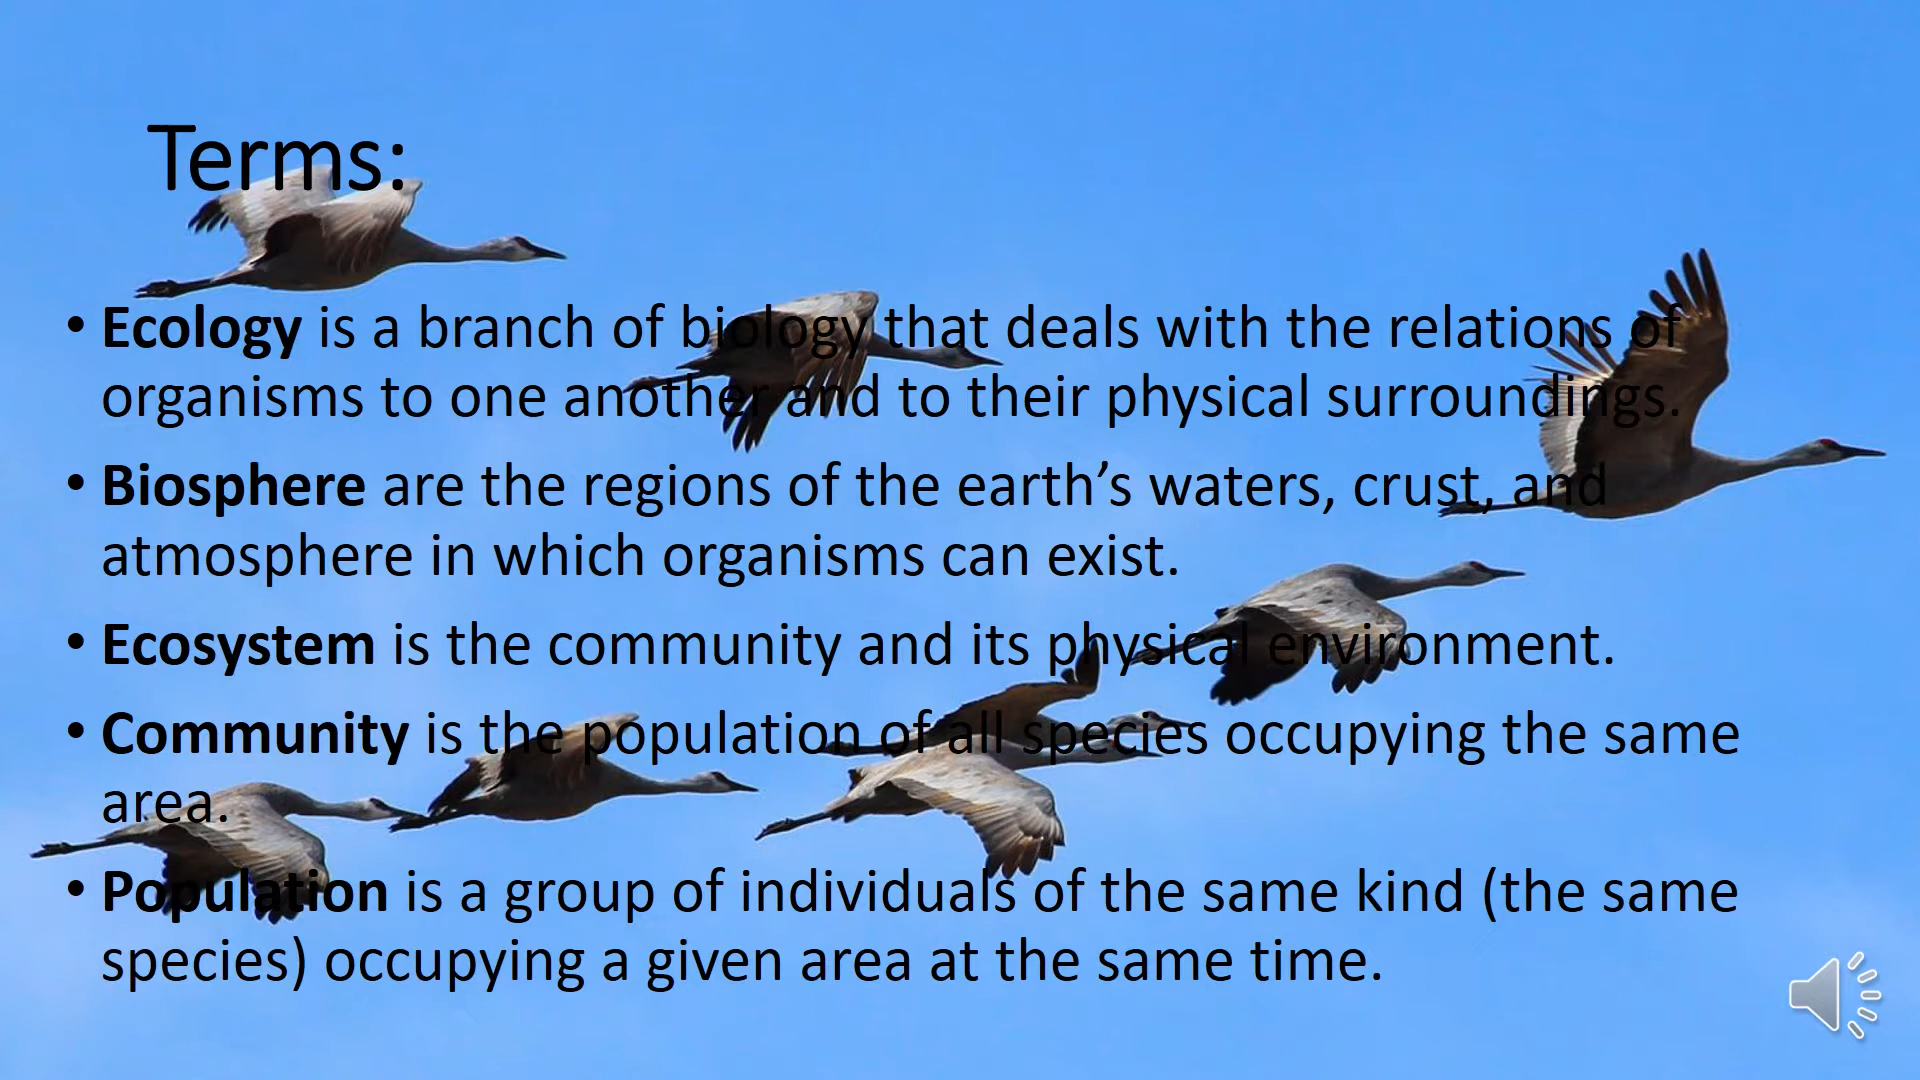 Terms:
• Ecology is a branch of biology that deals with the relations of
organisms to one another and to their physical surroundings.
• Biosphere are the regions of the earth’s waters, crust, and
atmosphere in which organisms can exist.
• Ecosystem is the community and its physical environment.
• Community is the population of all species occupying the same
area.
• Population is a group of individuals of the same kind (the same
species) occupying a given area at the same time.